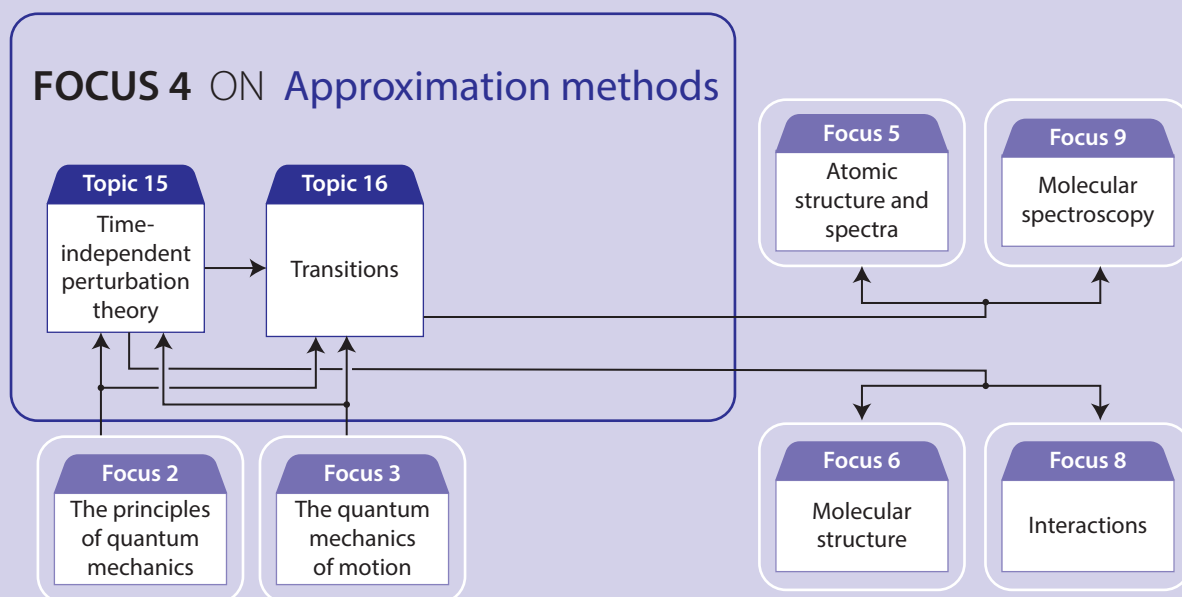 FOCUS 4 ON Approximation methods
Topic 15
Time-
independent
perturbation
theory
Topic 16
Transitions
Focus 5
Atomic
structure and
spectra
Focus 9
Molecular
spectroscopy
Focus 2
The principles
of quantum
mechanics
Focus 3
The quantum
mechanics
of motion
Focus 6
Molecular
structure
Focus 8
Interactions